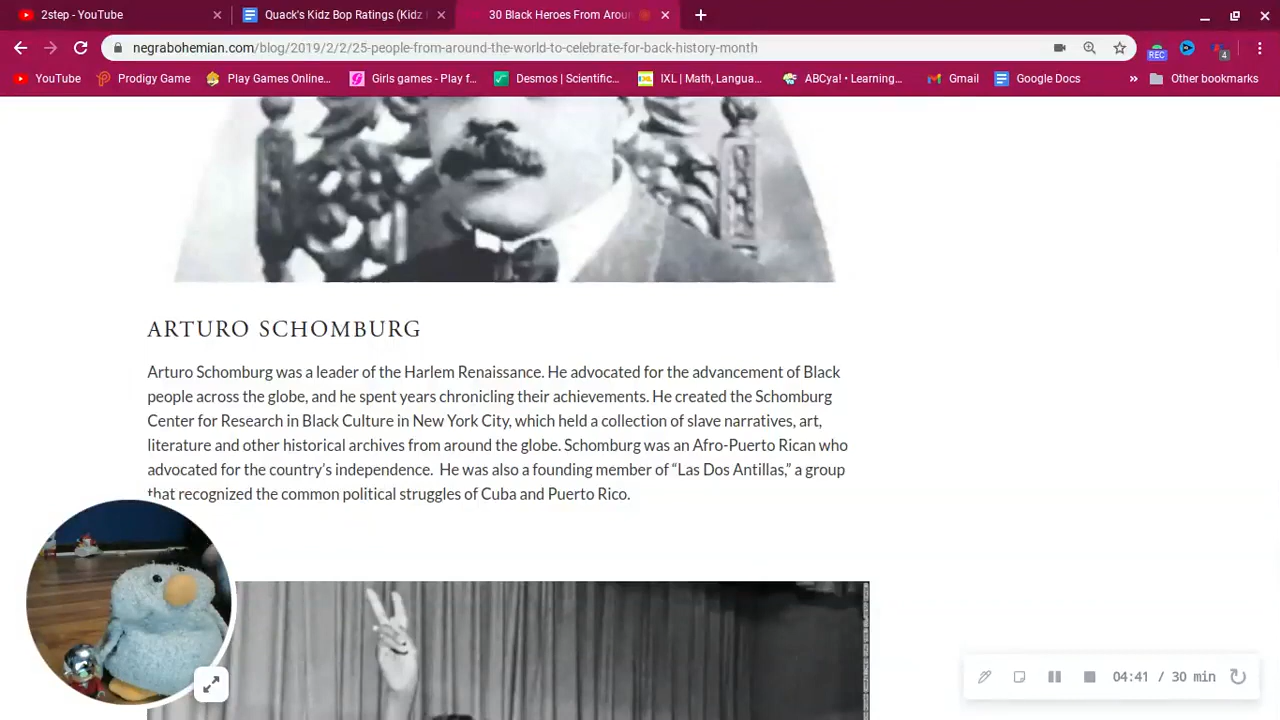 2step - YouTube
Quack's Kidz Bop Ratings (Kidz
30 Black Heroes From Arou
negrabohemian.com/blog/2019/2/2/25-people-from-around-the-world-to-celebrate-for-back-history-month
REC
4
YouTube
Prodigy Game
Play Games Online...
Girls games - Play f...
Desmos | Scientific...
IXL | Math, Langua...
ABCya! • Learning...
Gmail
Google Docs
»
Other bookmarks
ARTURO SCHOMBURG
Arturo Schomburg was a leader of the Harlem Renaissance. He advocated for the advancement of Black
people across the globe, and he spent years chronicling their achievements. He created the Schomburg
Center for Research in Black Culture in New York City, which held a collection of slave narratives, art,
literature and other historical archives from around the globe. Schomburg was an Afro-Puerto Rican who
advocated for the country's independence.  He was also a founding member of “Las Dos Antillas,” a group
that recognized the common political struggles of Cuba and Puerto Rico.
04:41 / 30 min